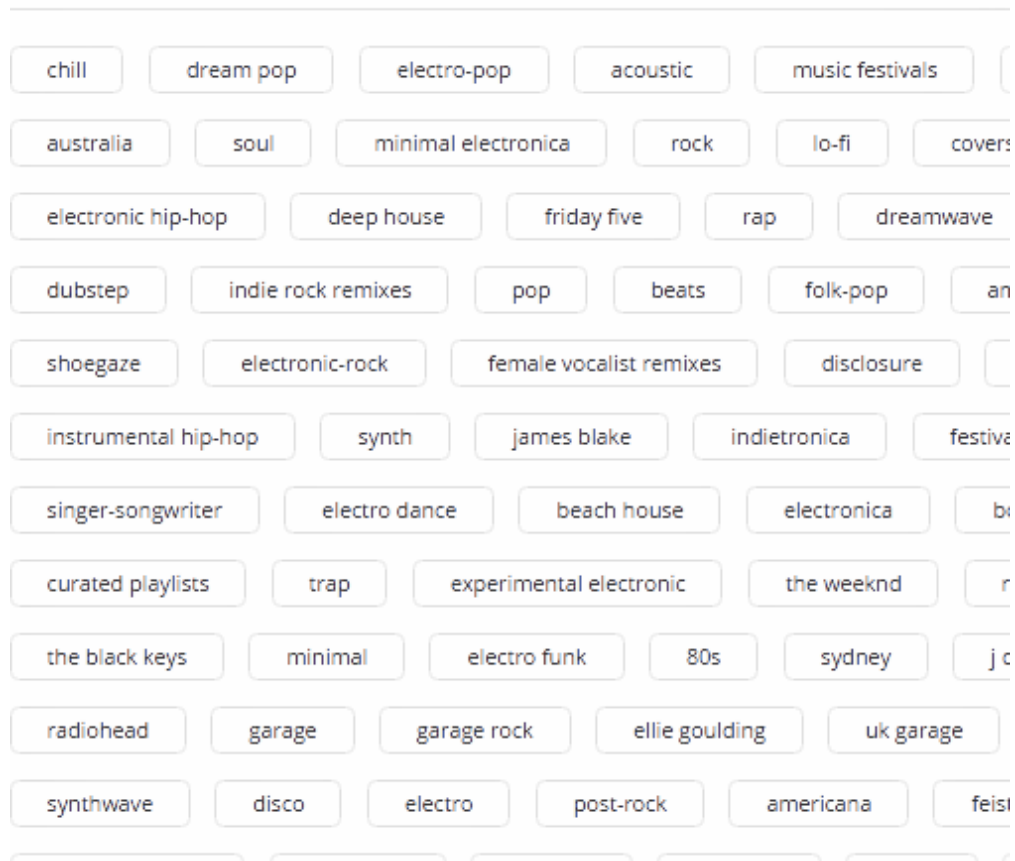 chill dream pop electro-pop acoustic music festivals
australia soul minimal electronica rock lo-fi covers
electronic hip-hop deep house friday five rap dreamwave
dubstep indie rock remixes pop beats folk-pop
shoegaze electronic-rock female vocalist remixes disclosure
instrumental hip-hop synth james blake indietronica
singer-songwriter electro dance beach house electronica
curated playlists trap experimental electronic the weeknd
the black keys minimal electro funk 80s sydney
radiohead garage garage rock ellie goulding uk garage
synthwave disco electro post-rock americana